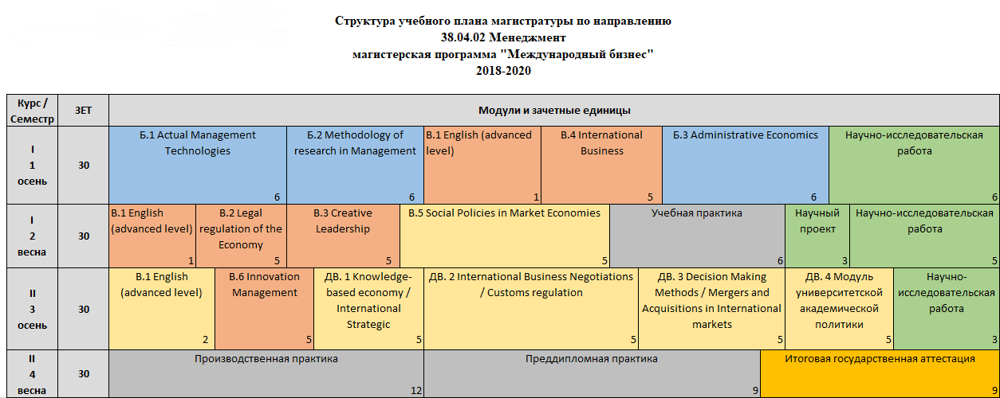 Структура учебного плана магистратуры по направлению
38.04.02 Менеджмент
магистерская программа "Международный бизнес"
2018-2020
Курс /
Семестр
ЗЕТ
Модули и зачетные единицы
I
1
осень
30
Б.1 Actual Management
Technologies
6
Б.2 Methodology of
research in Management
6
В.1 English (advanced
level)
1
В.4 International
Business
5
Б.3 Administrative Economics
6
Научно-исследовательская
работа
6
I
2
весна
30
В.1 English
(advanced level)
1
В.2 Legal
regulation of the
Economy
5
В.3 Creative
Leadership
5
В.5 Social Policies in Market Economies
5
Учебная практика
6
Научный
проект
3
Научно-исследовательская
работа
5
II
3
осень
30
В.1 English
(advanced level)
2
В.6 Innovation
Management
5
ДВ. 1 Knowledge-
based economy /
International
Strategic
5
ДВ. 2 International Business Negotiations
/ Customs regulation
5
ДВ. 3 Decision Making
Methods / Mergers and
Acquisitions in International
markets
5
ДВ. 4 Модуль
университетской
академической
политики
5
Научно-
исследовательская
работа
3
II
4
весна
30
Производственная практика
12
Преддипломная практика
9
Итоговая государственная аттестация
9